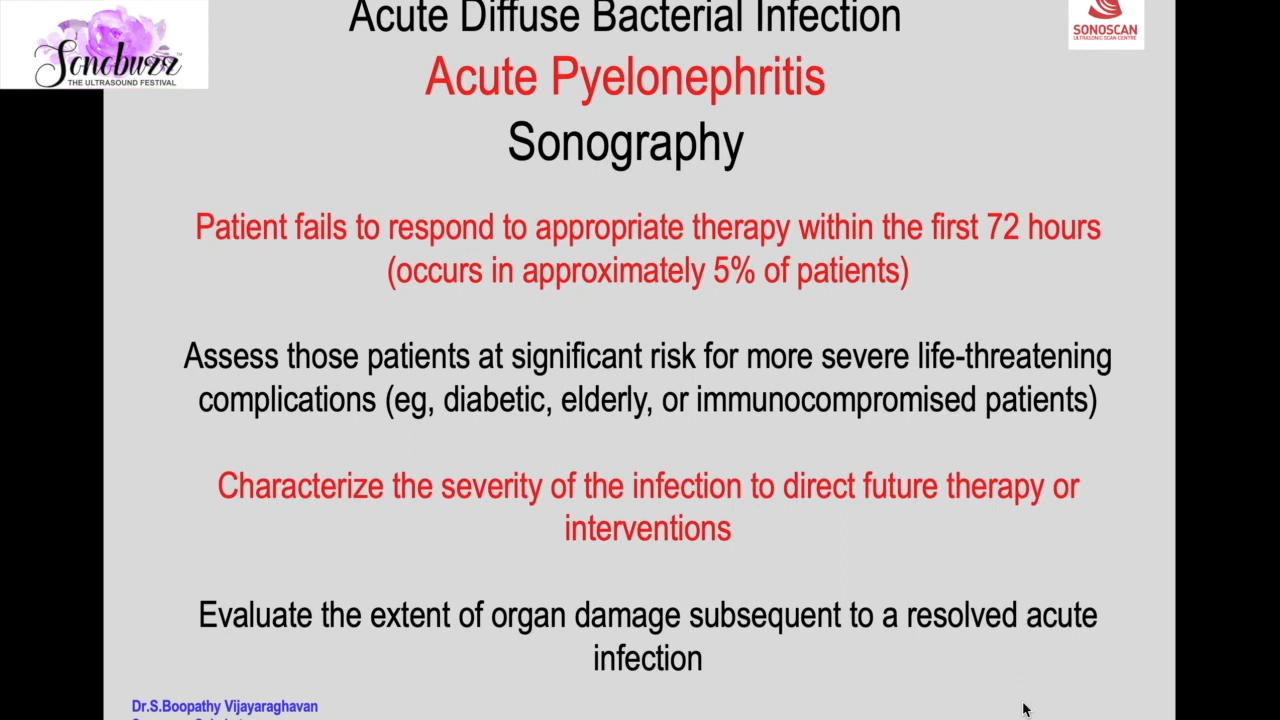 Acute Diffuse Bacterial Infection
Sonobuzz
THE ULTRASOUND FESTIVAL
SONOSCAN
ULTRASONIC SCAN CENTRE
Acute Pyelonephritis
Sonography
Patient fails to respond to appropriate therapy within the first 72 hours
(occurs in approximately 5% of patients)
Assess those patients at significant risk for more severe life-threatening
complications (eg, diabetic, elderly, or immunocompromised patients)
Characterize the severity of the infection to direct future therapy or
interventions
Evaluate the extent of organ damage subsequent to a resolved acute
infection
Dr.S.Boopathy Vijayaraghavan